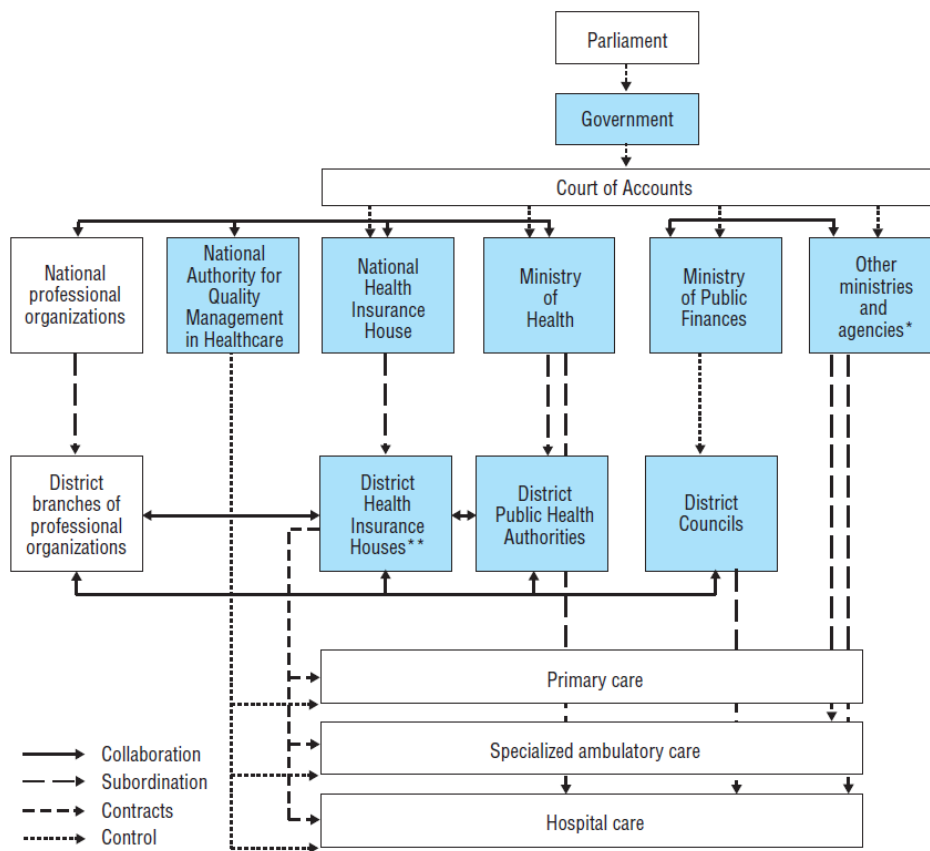 Parliament
Government
Court of Accounts
National
professional
organizations
National
Authority for
Quality
Management
in Healthcare
National
Health
Insurance
House
Ministry
of
Health
Ministry
of Public
Finances
Other
ministries
and
agencies*
District
branches of
professional
organizations
District
Health
Insurance
Houses**
District
Public Health
Authorities
District
Councils
Primary care
Specialized ambulatory care
Hospital care
Collaboration
Subordination
Contracts
Control